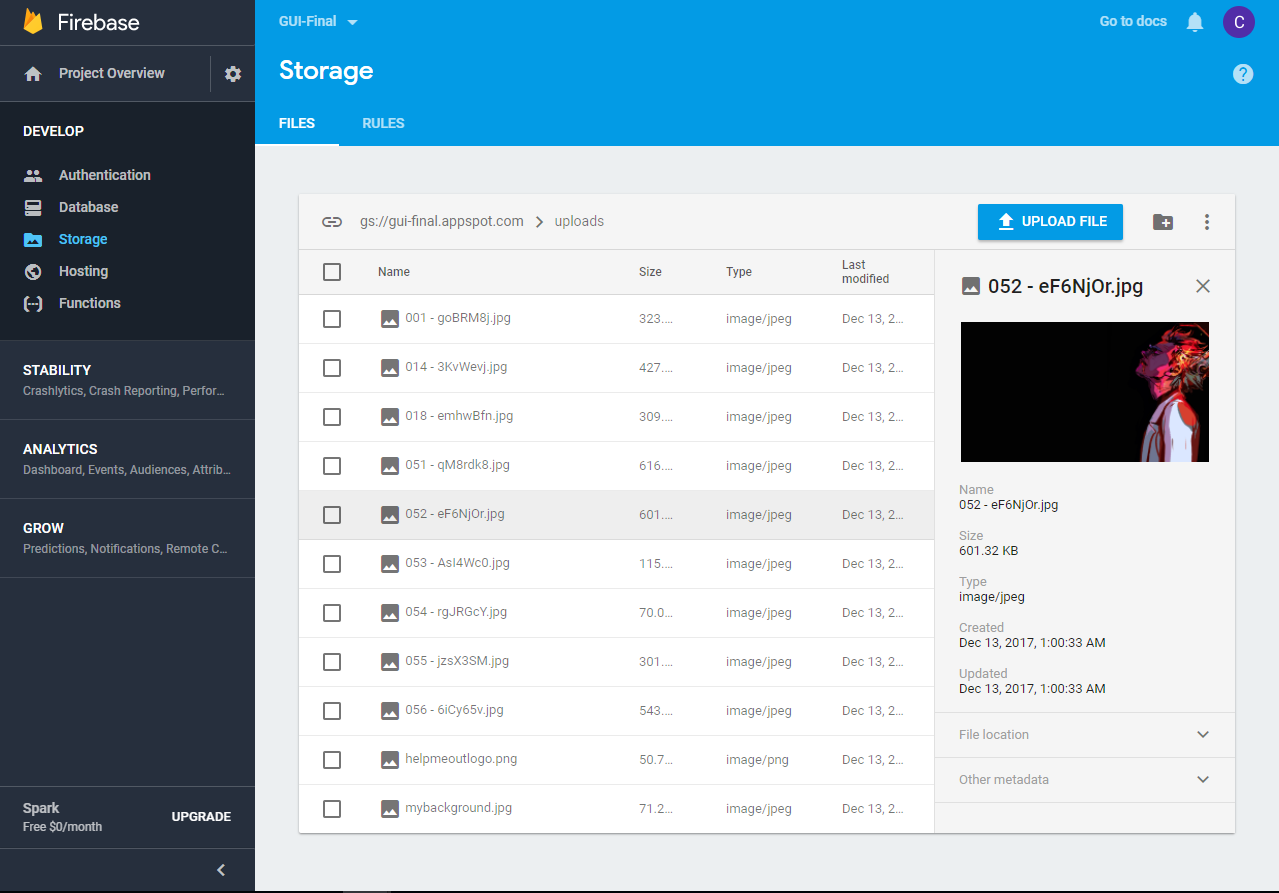 Firebase
Project Overview
DEVELOP
Authentication
Database
Storage
Hosting
Functions
STABILITY
Crashlytics, Crash Reporting, Perfor...
ANALYTICS
Dashboard, Events, Audiences, Attrib...
GROW
Predictions, Notifications, Remote C...
Spark
Free $0/month
UPGRADE
GUI-Final
Go to docs
C
Storage
?
FILES RULES
gs://gui-final.appspot.com > uploads
UPLOAD FILE
Name Size Type Last modified
001 - goBRM8j.jpg 323.... image/jpeg Dec 13, 2...
014 - 3KvWevj.jpg 427.... image/jpeg Dec 13, 2...
018 - emhwBfn.jpg 309.... image/jpeg Dec 13, 2...
051 - qM8rdk8.jpg 616.... image/jpeg Dec 13, 2...
052 - eF6NjOr.jpg 601.... image/jpeg Dec 13, 2...
053 - AsI4Wc0.jpg 115.... image/jpeg Dec 13, 2...
054 - rgJRGcY.jpg 70.0... image/jpeg Dec 13, 2...
055 - jzsX3SM.jpg 301.... image/jpeg Dec 13, 2...
056 - 6iCy65v.jpg 543.... image/jpeg Dec 13, 2...
helpmeoutlogo.png 50.7... image/png Dec 13, 2...
mybackground.jpg 71.2... image/jpeg Dec 13, 2...
052 - eF6NjOr.jpg
Name
052 - eF6NjOr.jpg
Size
601.32 KB
Type
image/jpeg
Created
Dec 13, 2017, 1:00:33 AM
Updated
Dec 13, 2017, 1:00:33 AM
File location
Other metadata